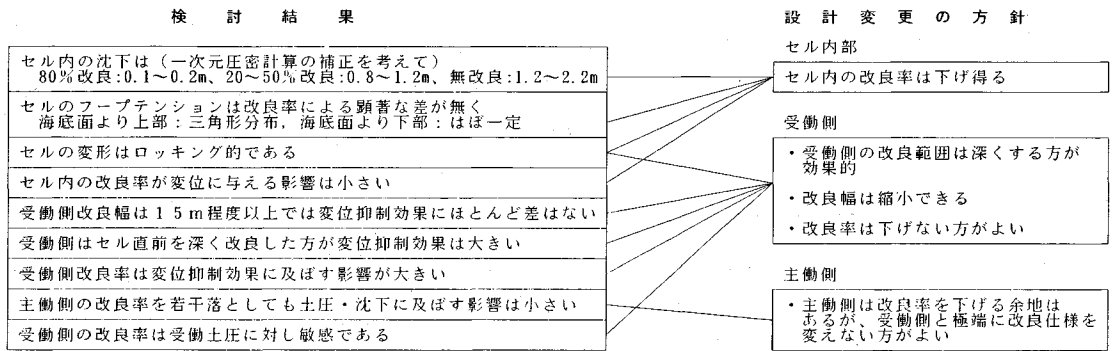 検討結果
セル内の沈下は（一次元圧密計算の補正を考えて）
80％改良：0.1～0.2m、20～50％改良：0.8～1.2m、無改良：1.2～2.2m
セルのフープテンションは改良率による顕著な差が無く
海底面より上部：三角形分布，海底面より下部：ほぼ一定
セルの変形はロッキング的である
セル内の改良率が変位に与える影響は小さい
受働側改良幅は１５ｍ程度以上では変位抑制効果にほとんど差はない
受働側はセル直前を深く改良した方が変位抑制効果は大きい
受働側改良率は変位抑制効果に及ぼす影響が大きい
主働側の改良率を若干落としても土圧・沈下に及ぼす影響は小さい
受働側の改良率は受働土圧に対し敏感である
設計変更の方針
セル内部
セル内の改良率は下げ得る
受働側
・受働側の改良範囲は深くする方が
効果的
・改良幅は縮小できる
・改良率は下げない方がよい
主働側
・主働側は改良率を下げる余地は
あるが、受働側と極端に改良仕様を
変えない方がよい